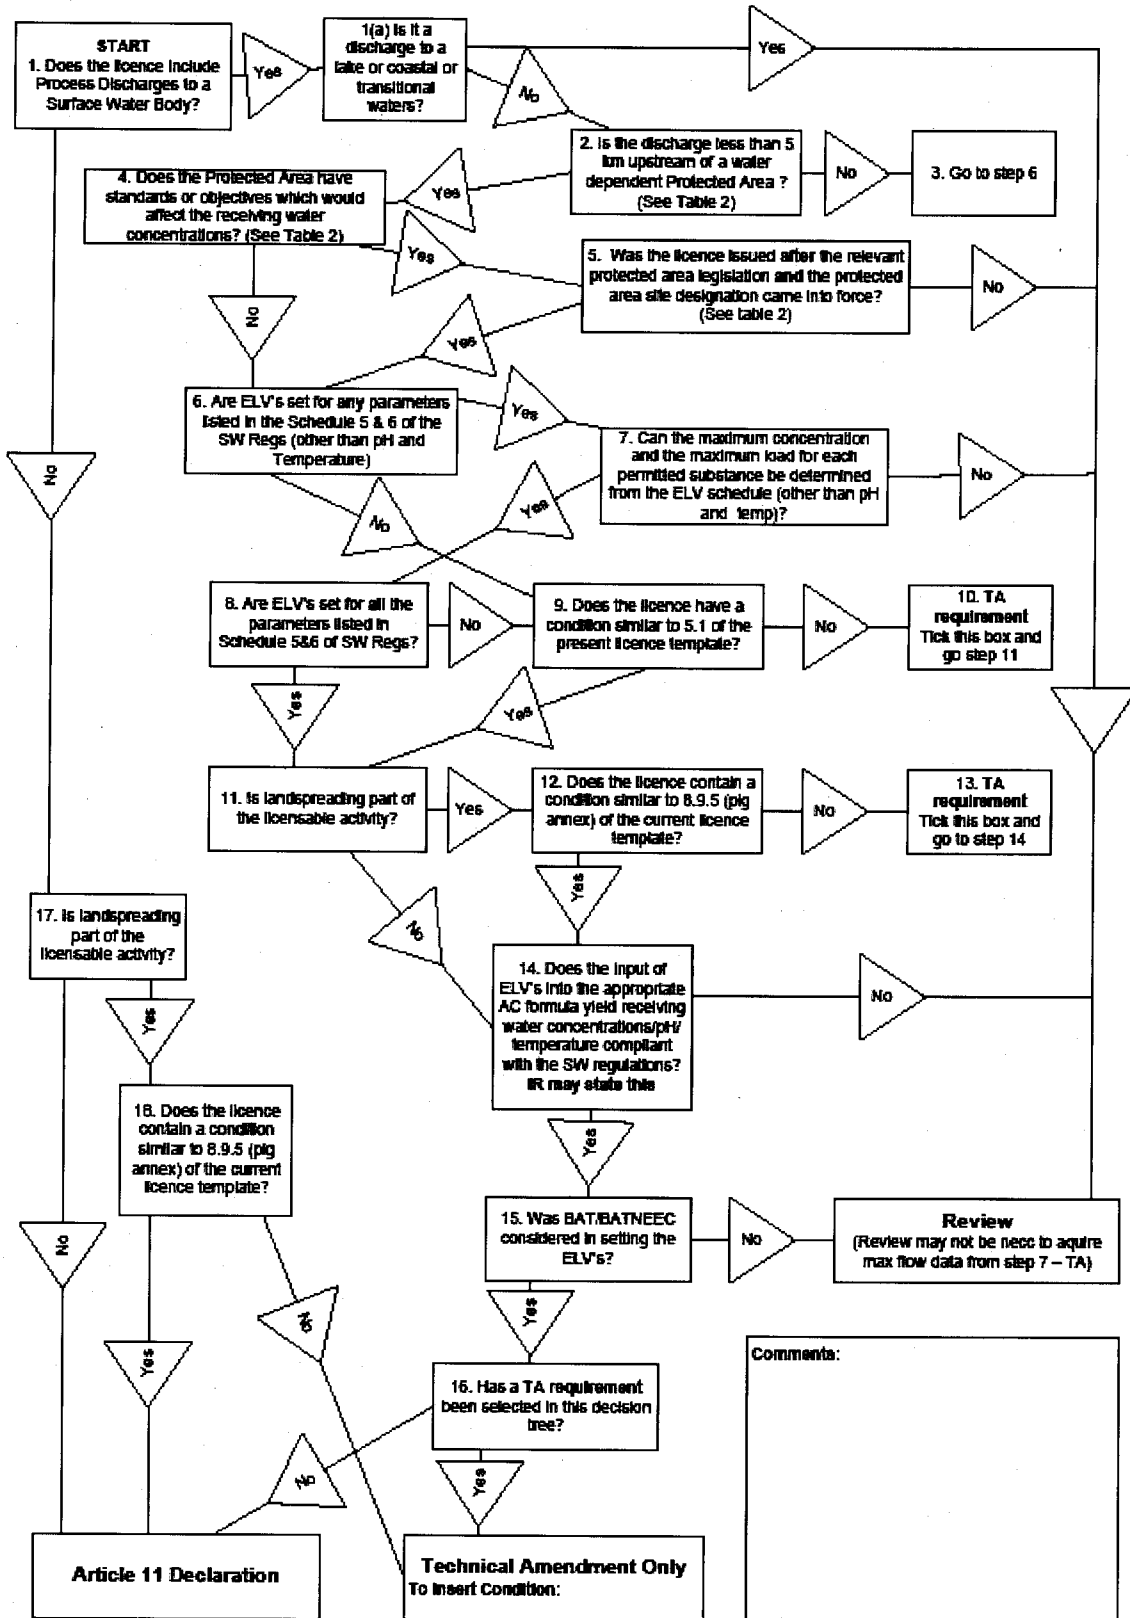 START
1. Does the licence include
Process Discharges to a
Surface Water Body?
Yes
1(a) Is it a
discharge to a
lake or coastal or
transitional
waters?
Yes
No
2. Is the discharge less than 5
km upstream of a water
dependent Protected Area ?
(See Table 2)
No
3. Go to step 6
Yes
4. Does the Protected Area have
standards or objectives which would
affect the receiving water
concentrations? (See Table 2)
Yes
5. Was the licence issued after the relevant
protected area legislation and the protected
area site designation came into force?
(See table 2)
No
No
Yes
6. Are ELV's set for any parameters
listed in the Schedule 5 & 6 of the
SW Regs (other than pH and
Temperature)
Yes
7. Can the maximum concentration
and the maximum load for each
permitted substance be determined
from the ELV schedule (other than pH
and temp)?
No
No
Yes
No
8. Are ELV's set for all the
parameters listed in
Schedule 5&6 of SW Regs?
No
9. Does the licence have a
condition similar to 5.1 of the
present licence template?
No
10. TA
requirement
Tick this box and
go step 11
Yes
Yes
11. Is landspreading part of
the licensable activity?
Yes
12. Does the licence contain a
condition similar to 8.9.5 (pig
annex) of the current licence
template?
No
13. TA
requirement
Tick this box and
go to step 14
Yes
No
17. Is landspreading
part of the
licensable activity?
14. Does the input of
ELV's into the appropriate
AC formula yield receiving
water concentrations/pH/
temperature compliant
with the SW regulations?
IR may state this
No
Yes
18. Does the licence
contain a condition
similar to 8.9.5 (pig
annex) of the current
licence template?
Yes
15. Was BAT/BATNEEC
considered in setting the
ELV's?
No
Review
(Review may not be necc to aquire
max flow data from step 7 – TA)
No
No
Yes
Yes
16. Has a TA requirement
been selected in this decision
tree?
Comments:
No
Yes
Article 11 Declaration
Technical Amendment Only
To Insert Condition: